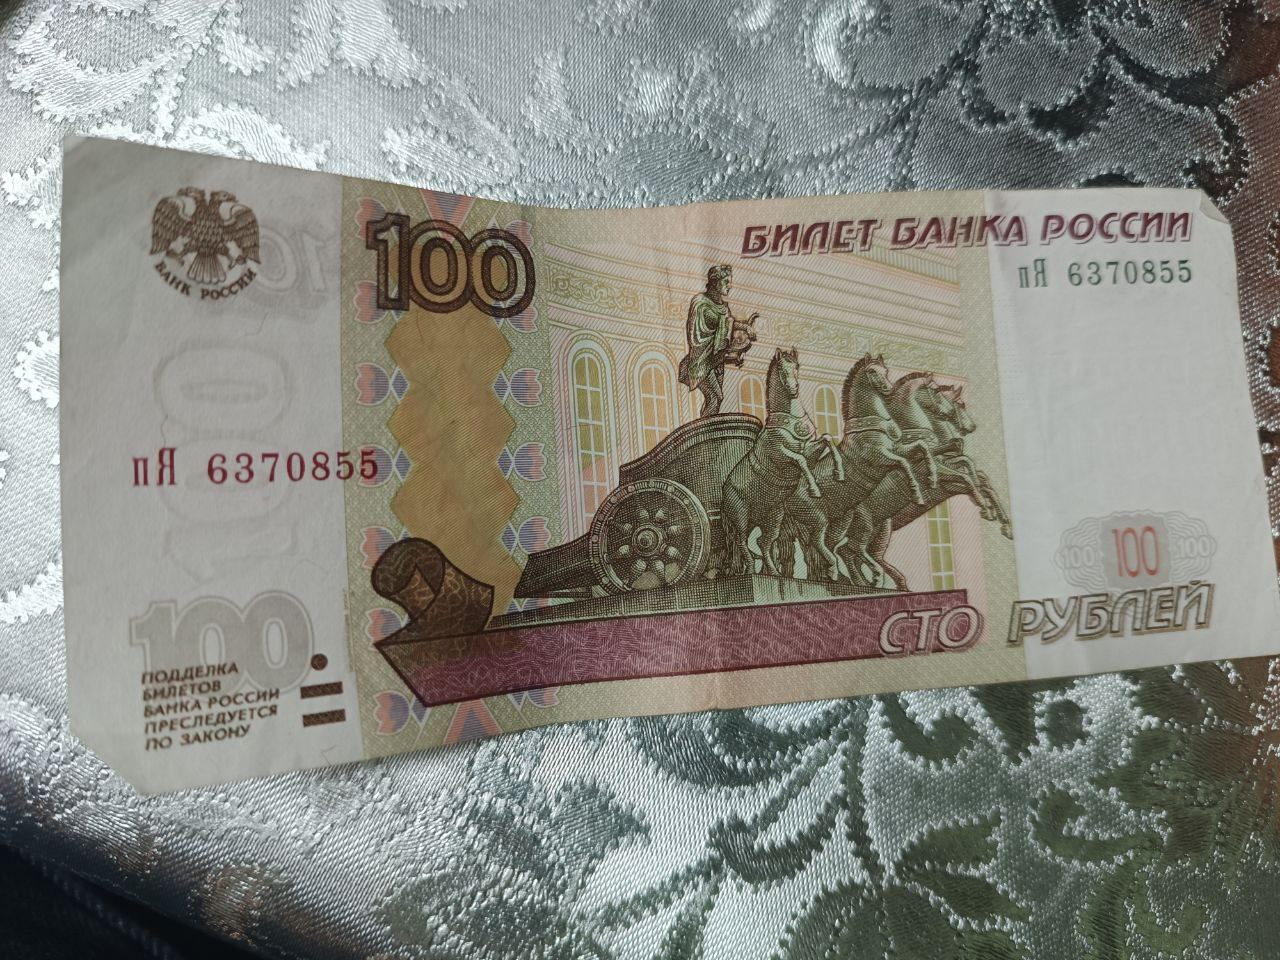 БАНК РОССИИ
100
БИЛЕТ БАНКА РОССИИ
пЯ 6370855
100
пЯ 6370855
100 100 100
СТО РУБЛЕЙ
100
ПОДДЕЛКА
БИЛЕТОВ
БАНКА РОССИИ
ПРЕСЛЕДУЕТСЯ
ПО ЗАКОНУ